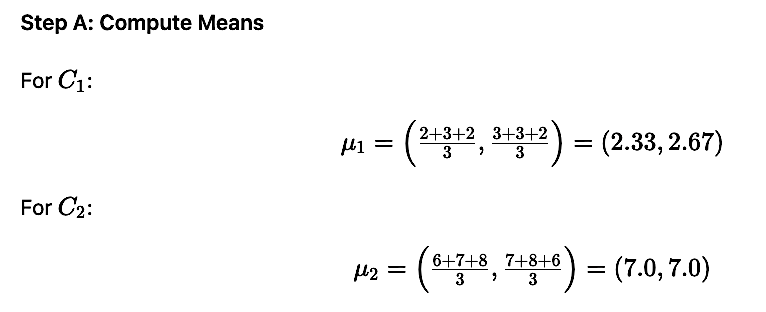 Step A: Compute Means
For C₁:
μ₁ = ( (2+3+2)/3 , (3+3+2)/3 ) = (2.33, 2.67)
For C₂:
μ₂ = ( (6+7+8)/3 , (7+8+6)/3 ) = (7.0, 7.0)